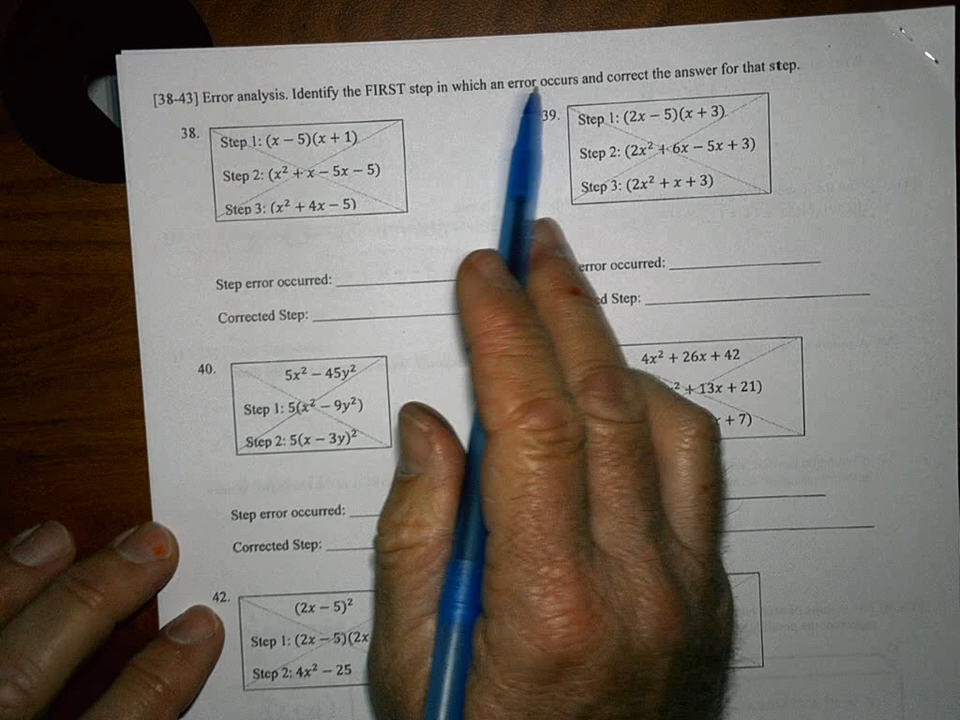 [38-43] Error analysis. Identify the FIRST step in which an error occurs and correct the answer for that step.
38.
Step 1: (x − 5)(x + 1)
Step 2: (x² + x − 5x − 5)
Step 3: (x² + 4x − 5)
39.
Step 1: (2x − 5)(x + 3)
Step 2: (2x² + 6x − 5x + 3)
Step 3: (2x² + x + 3)
Step error occurred:
Corrected Step:
error occurred:
Step:
40.
5x² − 45y²
Step 1: 5(x² − 9y²)
Step 2: 5(x − 3y)²
4x² + 26x + 42
² + 13x + 21)
+ 7)
Step error occurred:
Corrected Step:
42.
(2x − 5)²
Step 1: (2x − 5)(2x
Step 2: 4x² − 25